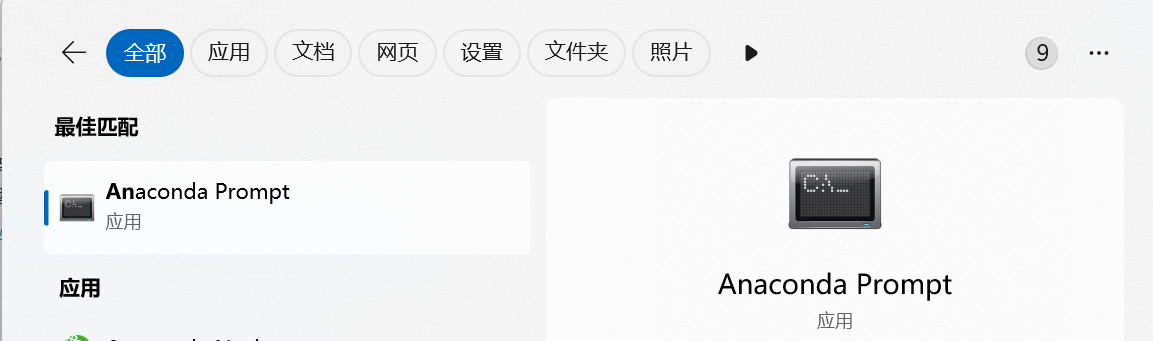 全部 应用 文档 网页 设置 文件夹 照片 9
最佳匹配
Anaconda Prompt
应用
应用
C:\_
Anaconda Prompt
应用